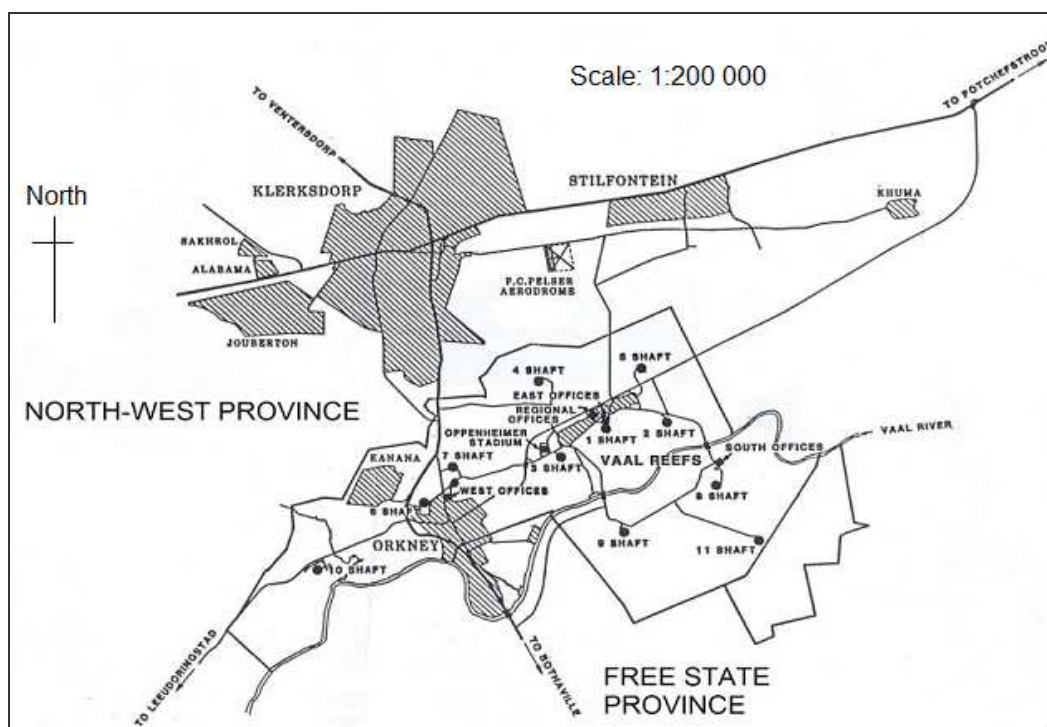 Scale: 1:200 000
TO POTCHEFSTROOM
TO VENTERSDORP
North
KLERKSDORP
STILFONTEIN
KHUMA
SAKHROL
ALABAMA
P.C.PELSER
AERODROME
JOUBERTON
4 SHAFT
5 SHAFT
EAST OFFICES
REGIONAL
OFFICES
NORTH-WEST PROVINCE
OPPENHEIMER
STADIUM
1 SHAFT
2 SHAFT
SOUTH OFFICES
VAAL RIVER
KANANA
7 SHAFT
3 SHAFT
VAAL REEFS
WEST OFFICES
6 SHAFT
8 SHAFT
ORKNEY
9 SHAFT
11 SHAFT
10 SHAFT
TO LEEUDORINGSTAD
TO BOTHAVILLE
FREE STATE
PROVINCE